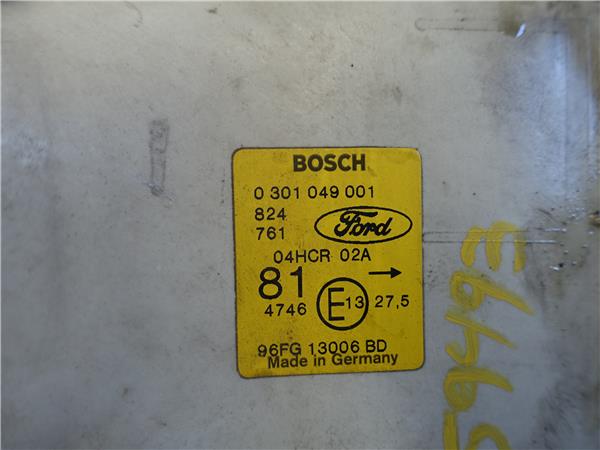 BOSCH
0 301 049 001
824
761 Ford
04HCR 02A
81 →
4746 E13 27,5
96FG 13006 BD
Made in Germany